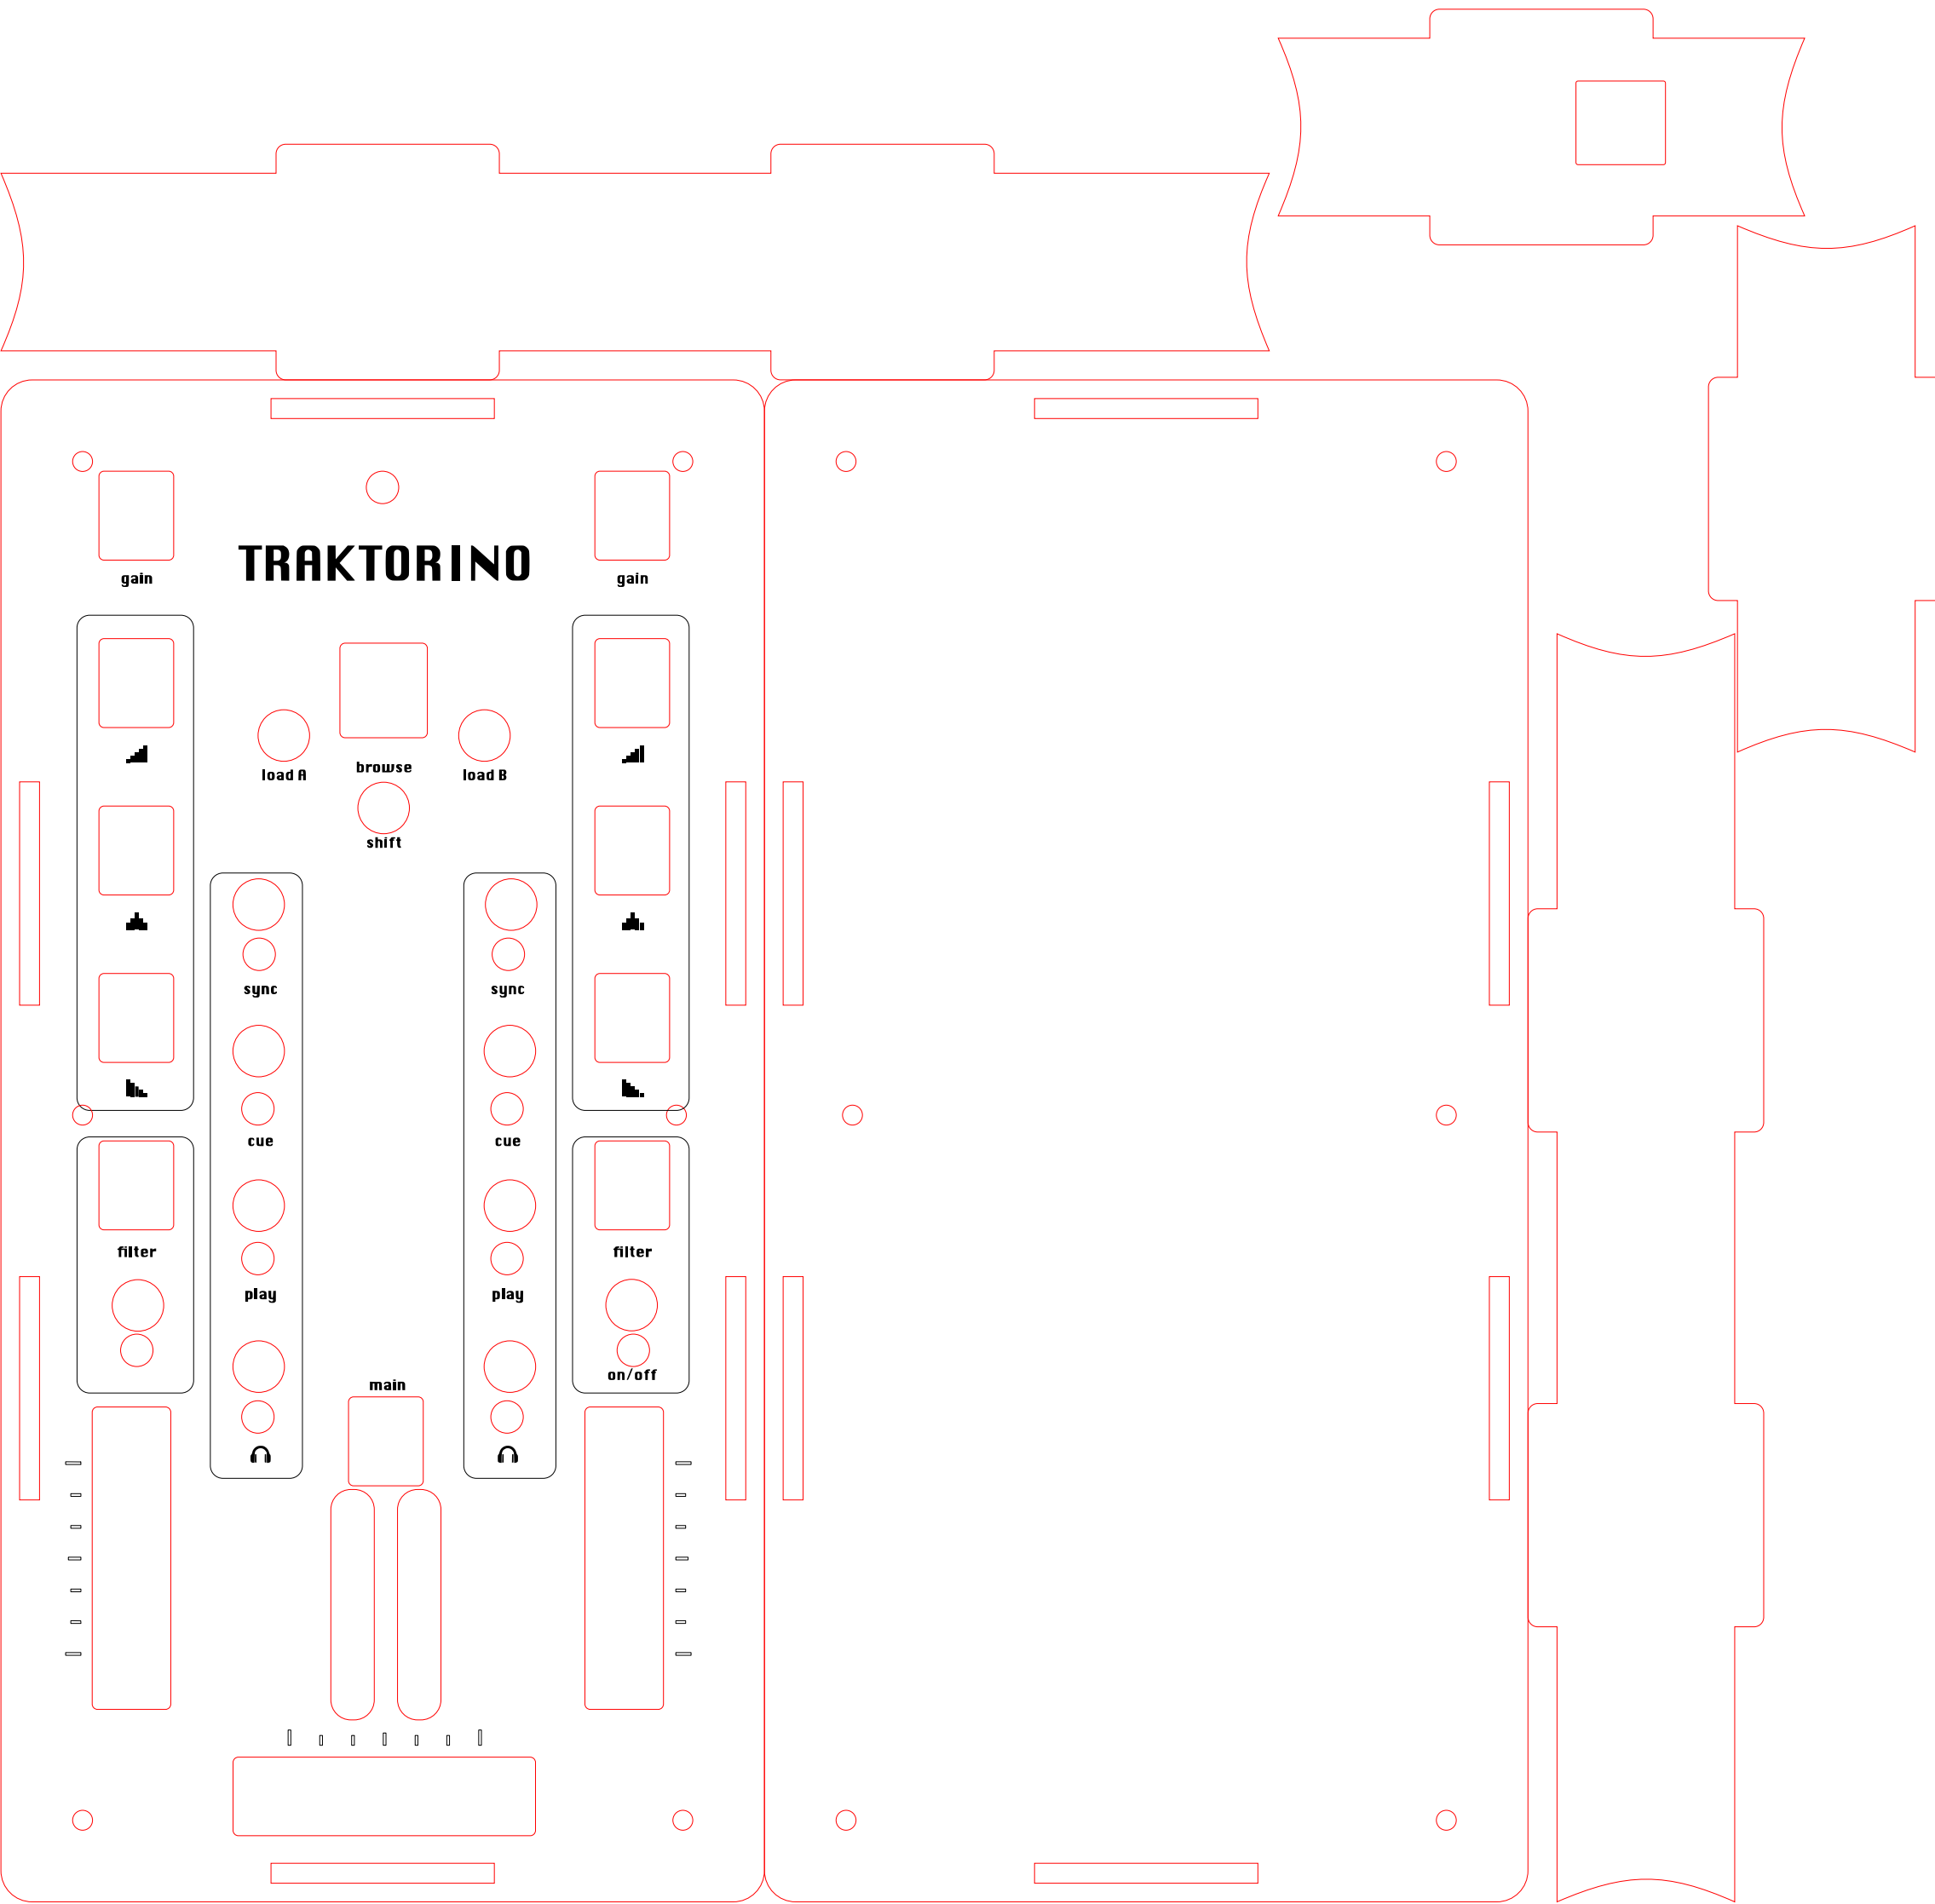 TRAKTORINO
gain
gain
browse
load A
load B
shift
sync
sync
cue
cue
filter
filter
play
play
on/off
main